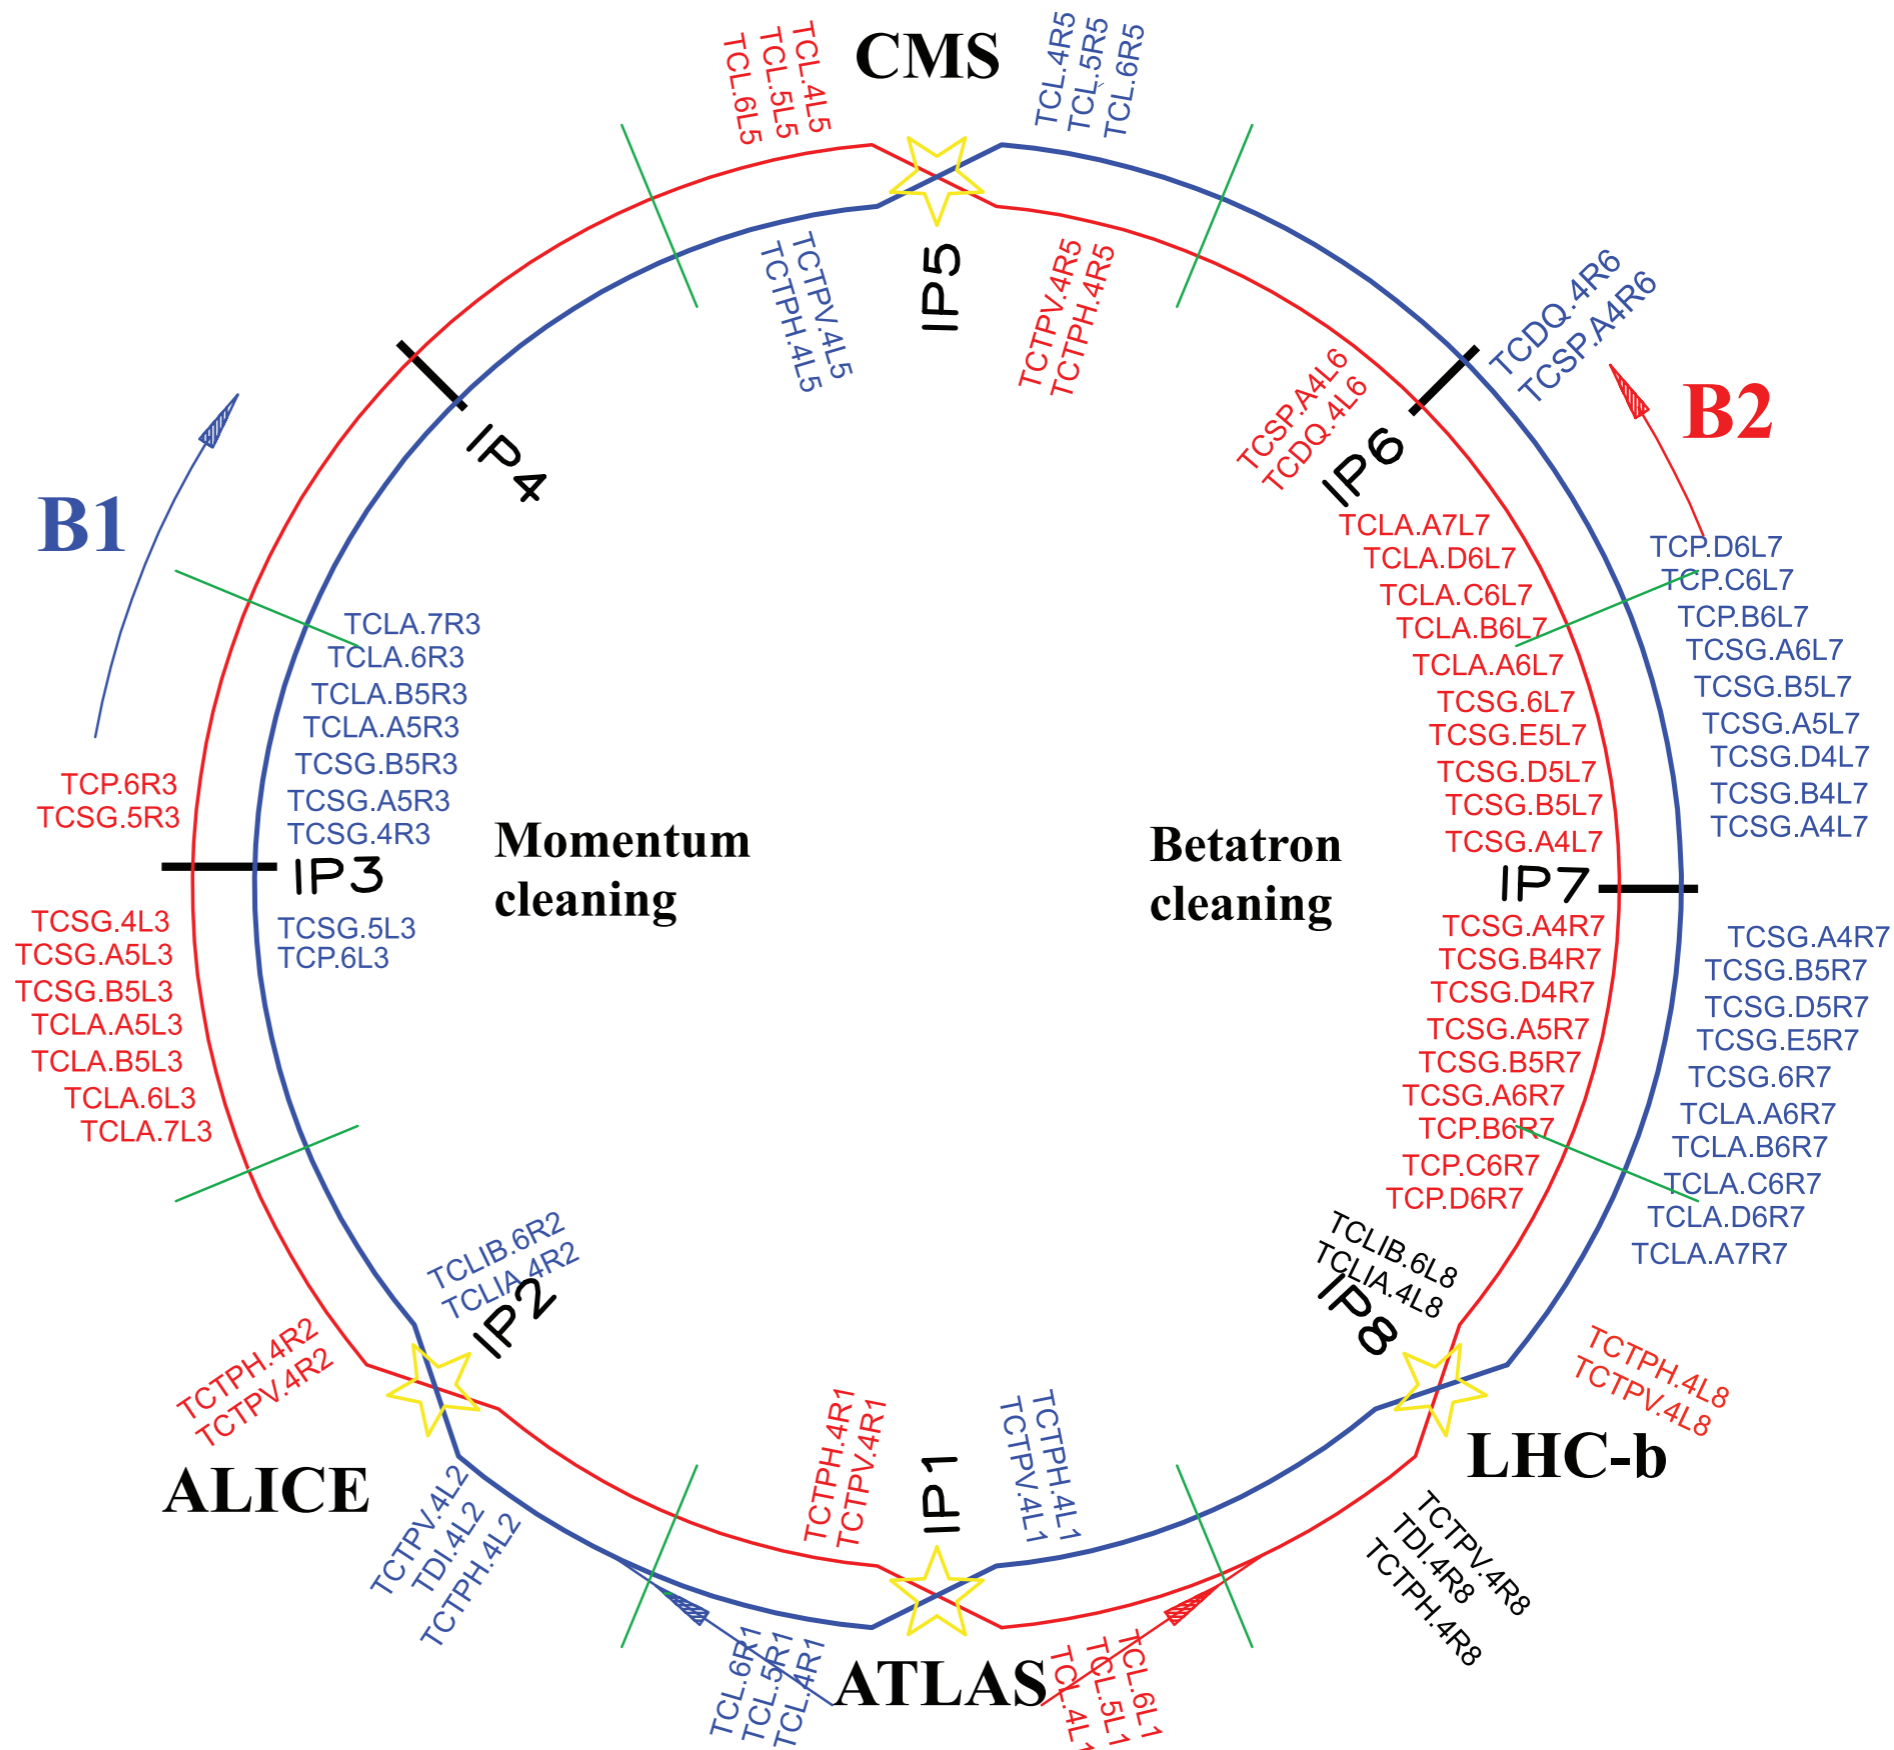 CMS
TCL.6L5
TCL.5L5
TCL.4L5
TCL.4R5
TCL.5R5
TCL.6R5
TCTPH.4L5
TCTPV.4L5
IP5
TCTPV.4R5
TCTPH.4R5
TCDQ.4R6
TCSP.A4R6
TCSP.A4L6
TCDQ.4L6
IP6
B2
IP4
B1
TCLA.A7L7
TCLA.D6L7
TCLA.C6L7
TCLA.B6L7
TCLA.A6L7
TCSG.6L7
TCSG.E5L7
TCSG.D5L7
TCSG.B5L7
TCSG.A4L7
TCP.D6L7
TCP.C6L7
TCP.B6L7
TCSG.A6L7
TCSG.B5L7
TCSG.A5L7
TCSG.D4L7
TCSG.B4L7
TCSG.A4L7
TCLA.7R3
TCLA.6R3
TCLA.B5R3
TCLA.A5R3
TCSG.B5R3
TCSG.A5R3
TCSG.4R3
TCP.6R3
TCSG.5R3
IP3
Momentum
cleaning
Betatron
cleaning
IP7
TCSG.4L3
TCSG.A5L3
TCSG.B5L3
TCLA.A5L3
TCLA.B5L3
TCLA.6L3
TCLA.7L3
TCSG.5L3
TCP.6L3
TCSG.A4R7
TCSG.B4R7
TCSG.D4R7
TCSG.A5R7
TCSG.B5R7
TCSG.A6R7
TCP.B6R7
TCP.C6R7
TCP.D6R7
TCSG.A4R7
TCSG.B5R7
TCSG.D5R7
TCSG.E5R7
TCSG.6R7
TCLA.A6R7
TCLA.B6R7
TCLA.C6R7
TCLA.D6R7
TCLA.A7R7
TCLIB.6R2
TCLIA.4R2
IP2
TCTPH.4R2
TCTPV.4R2
ALICE
TCTPV.4L2
TDI.4L2
TCTPH.4L2
TCLIB.6L8
TCLIA.4L8
IP8
TCTPH.4L8
TCTPV.4L8
LHC-b
TCTPV.4R8
TDI.4R8
TCTPH.4R8
TCTPH.4R1
TCTPV.4R1
IP1
TCTPH.4L1
TCTPV.4L1
TCL.6R1
TCL.5R1
TCL.4R1
ATLAS
TCL.4L1
TCL.5L1
TCL.6L1